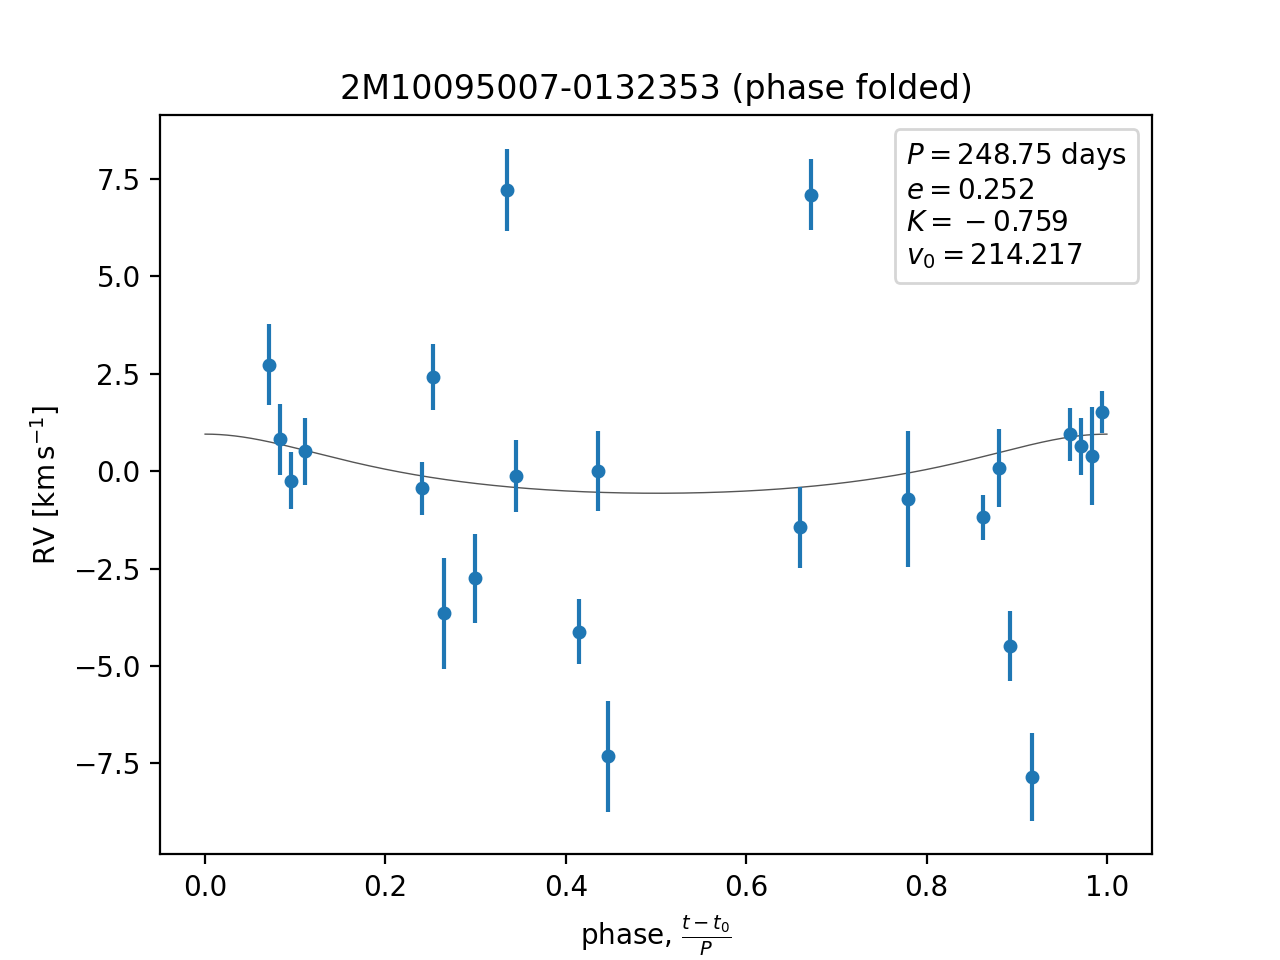 2M10095007-0132353 (phase folded)
P = 248.75 days
e = 0.252
K = −0.759
v₀ = 214.217
7.5
5.0
2.5
0.0
−2.5
−5.0
−7.5
RV [km s⁻¹]
0.0 0.2 0.4 0.6 0.8 1.0
phase, (t − t₀)/P